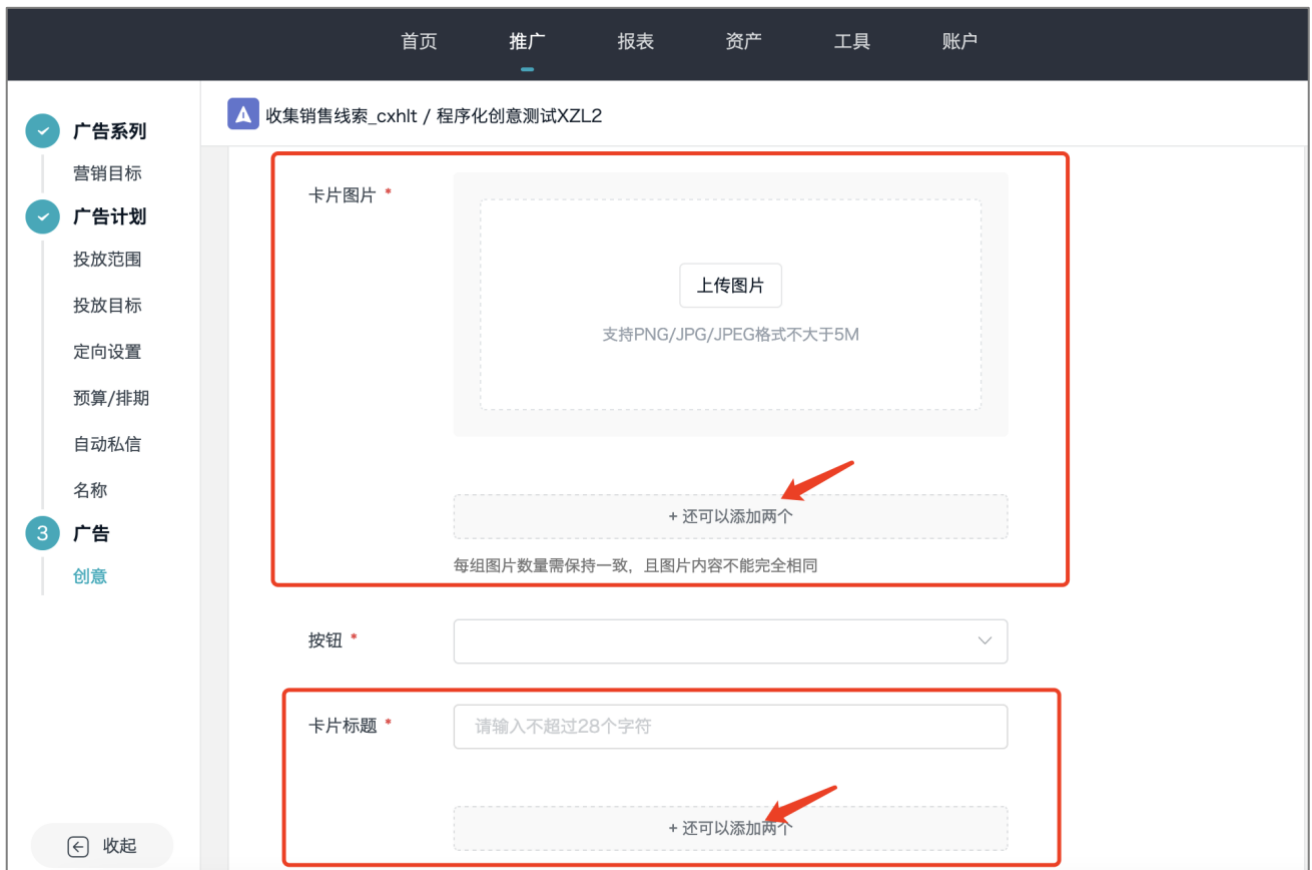 首页 推广 报表 资产 工具 账户
收集销售线索_cxhlt / 程序化创意测试XZL2
广告系列
营销目标
广告计划
投放范围
投放目标
定向设置
预算/排期
自动私信
名称
3 广告
创意
收起
卡片图片 *
上传图片
支持PNG/JPG/JPEG格式不大于5M
+ 还可以添加两个
每组图片数量需保持一致，且图片内容不能完全相同
按钮 *
卡片标题 *
请输入不超过28个字符
+ 还可以添加两个